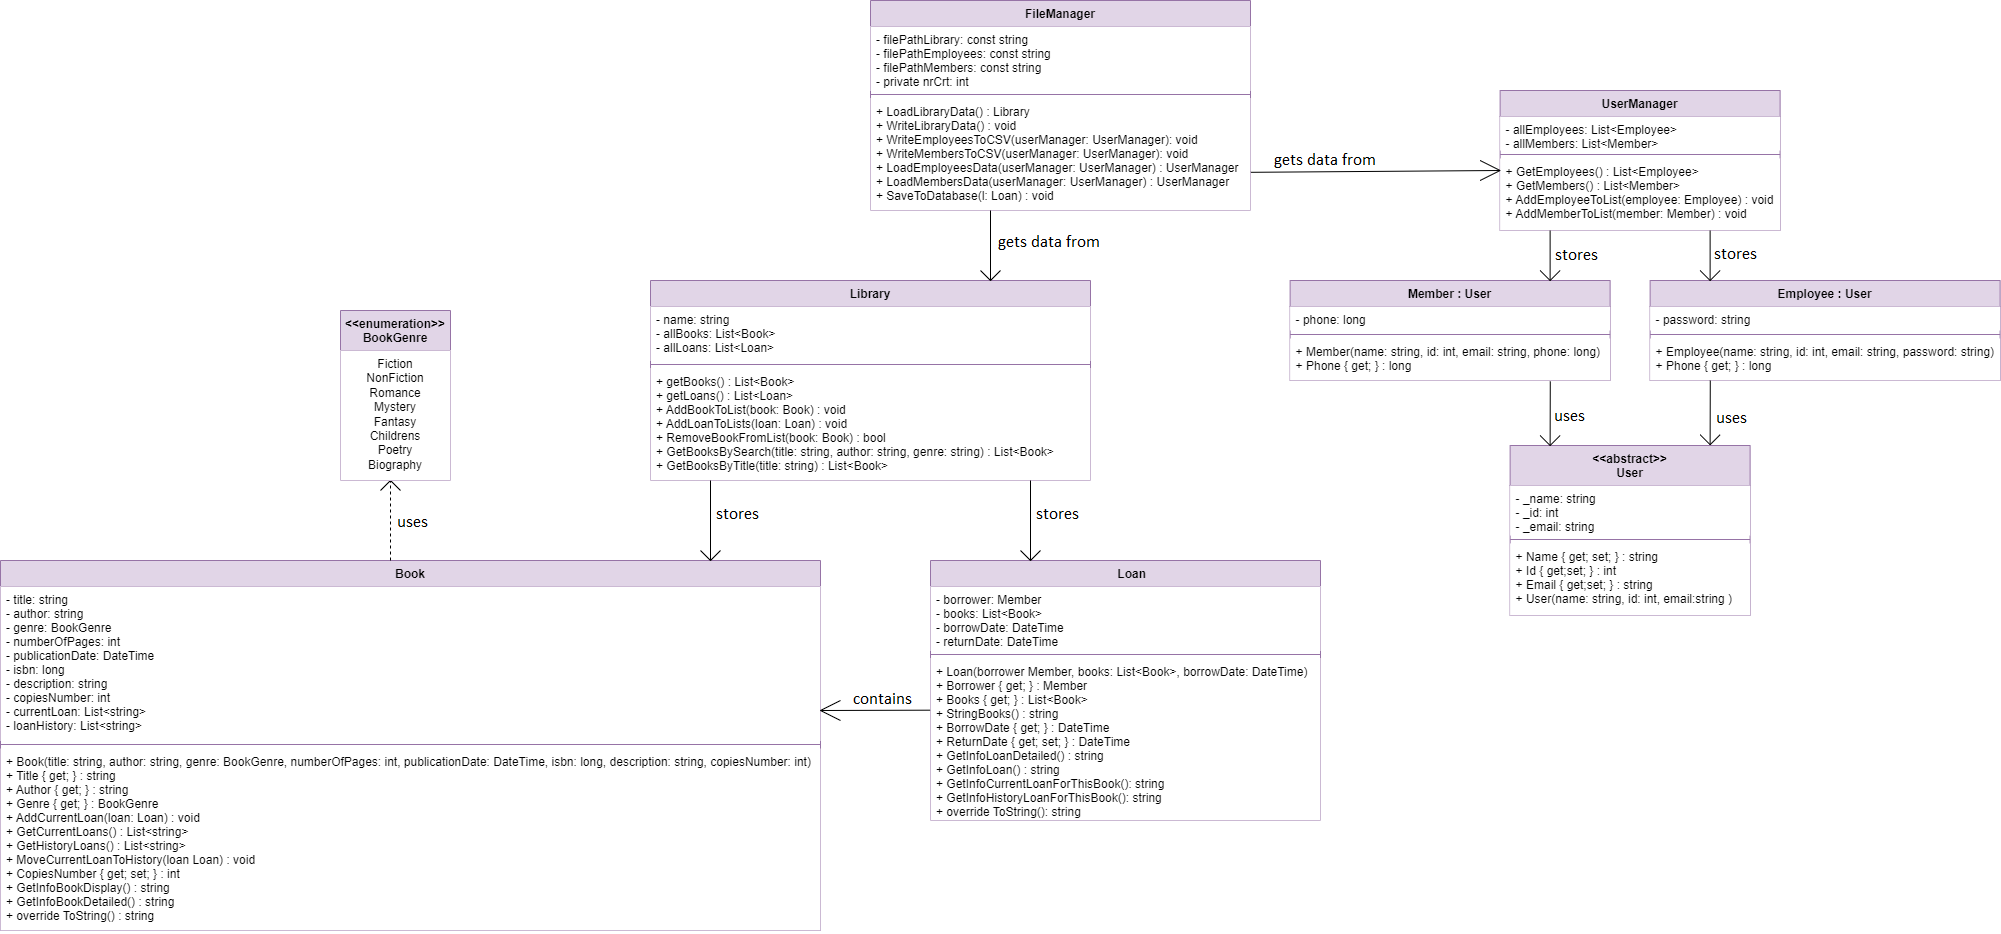 FileManager
- filePathLibrary: const string
- filePathEmployees: const string
- filePathMembers: const string
- private nrCrt: int
+ LoadLibraryData() : Library
+ WriteLibraryData() : void
+ WriteEmployeesToCSV(userManager: UserManager): void
+ WriteMembersToCSV(userManager: UserManager): void
+ LoadEmployeesData(userManager: UserManager) : UserManager
+ LoadMembersData(userManager: UserManager) : UserManager
+ SaveToDatabase(l: Loan) : void
gets data from
UserManager
- allEmployees: List<Employee>
- allMembers: List<Member>
+ GetEmployees() : List<Employee>
+ GetMembers() : List<Member>
+ AddEmployeeToList(employee: Employee) : void
+ AddMemberToList(member: Member) : void
gets data from
stores
stores
Library
- name: string
- allBooks: List<Book>
- allLoans: List<Loan>
+ getBooks() : List<Book>
+ getLoans() : List<Loan>
+ AddBookToList(book: Book) : void
+ AddLoanToLists(loan: Loan) : void
+ RemoveBookFromList(book: Book) : bool
+ GetBooksBySearch(title: string, author: string, genre: string) : List<Book>
+ GetBooksByTitle(title: string) : List<Book>
Member : User
- phone: long
+ Member(name: string, id: int, email: string, phone: long)
+ Phone { get; } : long
Employee : User
- password: string
+ Employee(name: string, id: int, email: string, password: string)
+ Phone { get; } : long
<<enumeration>>
BookGenre
Fiction
NonFiction
Romance
Mystery
Fantasy
Childrens
Poetry
Biography
uses
uses
<<abstract>>
User
- _name: string
- _id: int
- _email: string
+ Name { get; set; } : string
+ Id { get;set; } : int
+ Email { get;set; } : string
+ User(name: string, id: int, email:string )
uses
stores
stores
Book
- title: string
- author: string
- genre: BookGenre
- numberOfPages: int
- publicationDate: DateTime
- isbn: long
- description: string
- copiesNumber: int
- currentLoan: List<string>
- loanHistory: List<string>
+ Book(title: string, author: string, genre: BookGenre, numberOfPages: int, publicationDate: DateTime, isbn: long, description: string, copiesNumber: int)
+ Title { get; } : string
+ Author { get; } : string
+ Genre { get; } : BookGenre
+ AddCurrentLoan(loan: Loan) : void
+ GetCurrentLoans() : List<string>
+ GetHistoryLoans() : List<string>
+ MoveCurrentLoanToHistory(loan Loan) : void
+ CopiesNumber { get; set; } : int
+ GetInfoBookDisplay() : string
+ GetInfoBookDetailed() : string
+ override ToString() : string
contains
Loan
- borrower: Member
- books: List<Book>
- borrowDate: DateTime
- returnDate: DateTime
+ Loan(borrower Member, books: List<Book>, borrowDate: DateTime)
+ Borrower { get; } : Member
+ Books { get; } : List<Book>
+ StringBooks() : string
+ BorrowDate { get; } : DateTime
+ ReturnDate { get; set; } : DateTime
+ GetInfoLoanDetailed() : string
+ GetInfoLoan() : string
+ GetInfoCurrentLoanForThisBook(): string
+ GetInfoHistoryLoanForThisBook(): string
+ override ToString(): string